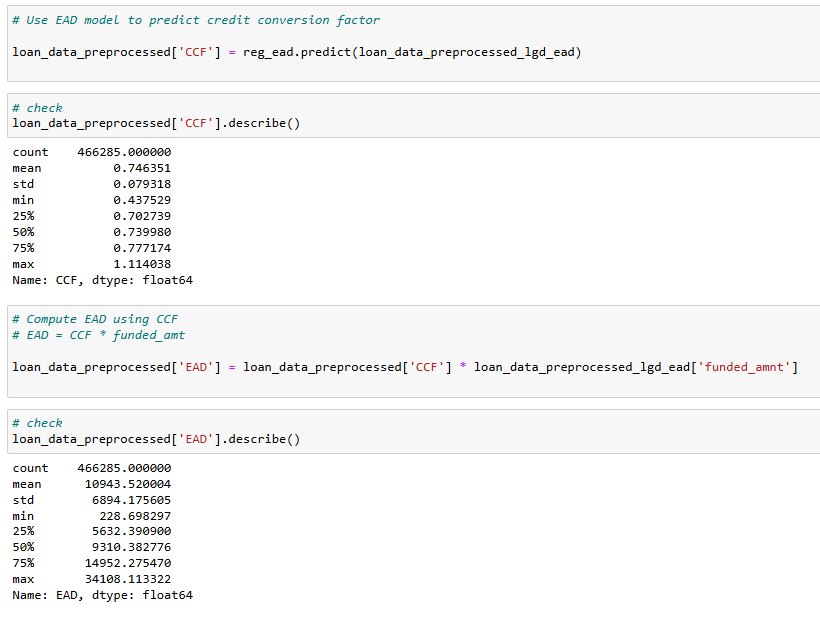 # Use EAD model to predict credit conversion factor
loan_data_preprocessed['CCF'] = reg_ead.predict(loan_data_preprocessed_lgd_ead)
# check
loan_data_preprocessed['CCF'].describe()
count    466285.000000
mean          0.746351
std           0.079318
min           0.437529
25%           0.702739
50%           0.739980
75%           0.777174
max           1.114038
Name: CCF, dtype: float64
# Compute EAD using CCF
# EAD = CCF * funded_amt
loan_data_preprocessed['EAD'] = loan_data_preprocessed['CCF'] * loan_data_preprocessed_lgd_ead['funded_amnt']
# check
loan_data_preprocessed['EAD'].describe()
count    466285.000000
mean      10943.520004
std        6894.175605
min         228.698297
25%        5632.390900
50%        9310.382776
75%       14952.275470
max       34108.113322
Name: EAD, dtype: float64